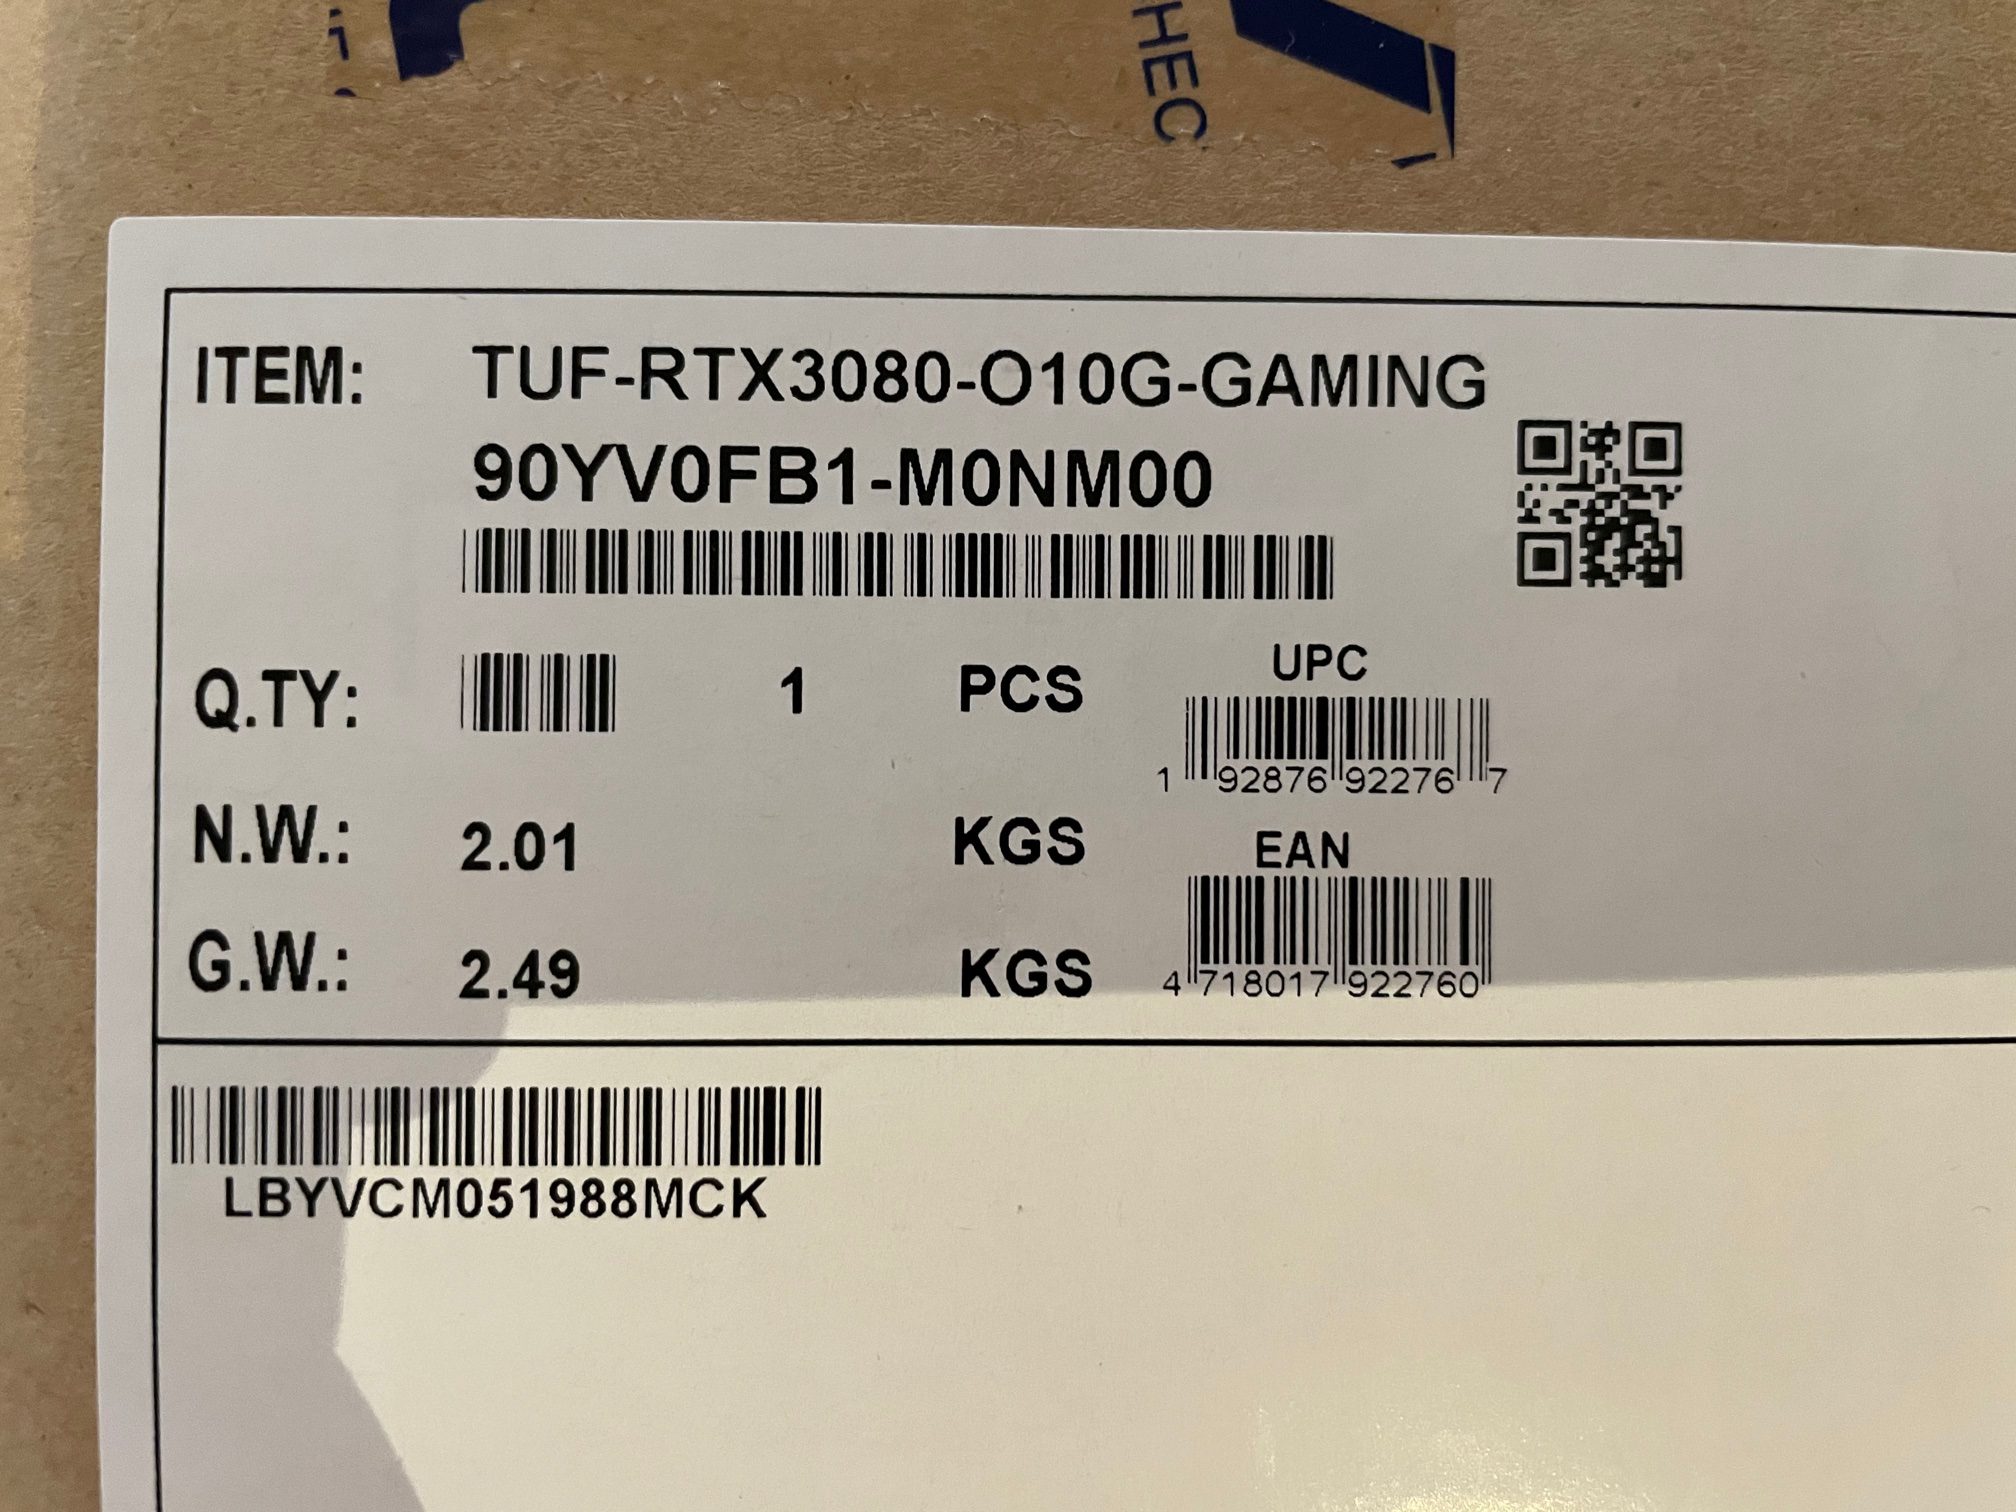 HEC
ITEM: TUF-RTX3080-O10G-GAMING
90YV0FB1-M0NM00
Q.TY: 1 PCS
UPC
1 92876 92276 7
N.W.: 2.01 KGS
EAN
G.W.: 2.49 KGS
4 718017 922760
LBYVCM051988MCK